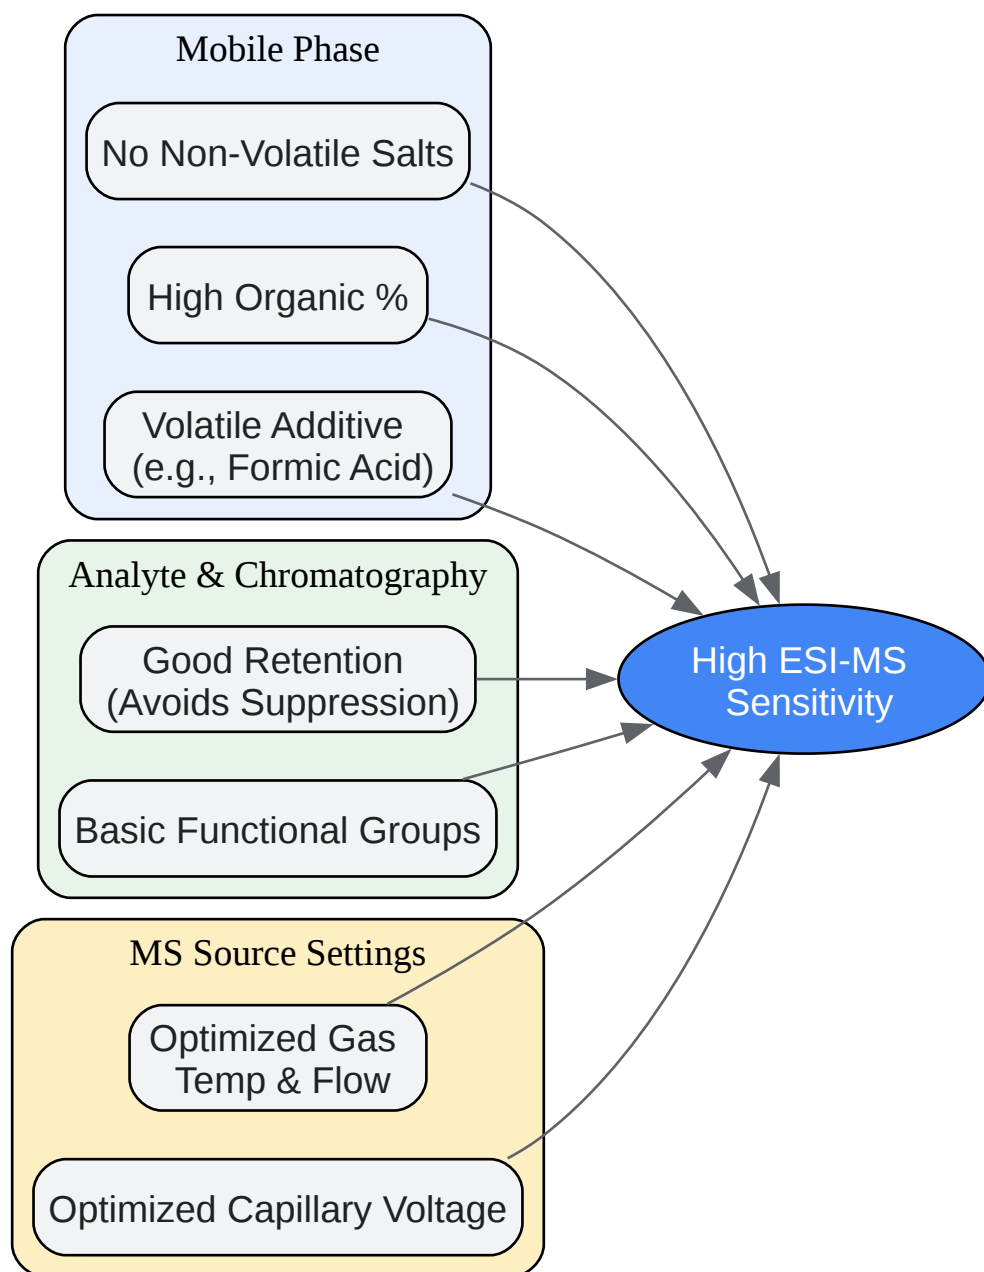 Mobile Phase
No Non-Volatile Salts
High Organic %
Volatile Additive
(e.g., Formic Acid)
Analyte & Chromatography
Good Retention
(Avoids Suppression)
Basic Functional Groups
MS Source Settings
Optimized Gas
Temp & Flow
Optimized Capillary Voltage
High ESI-MS
Sensitivity